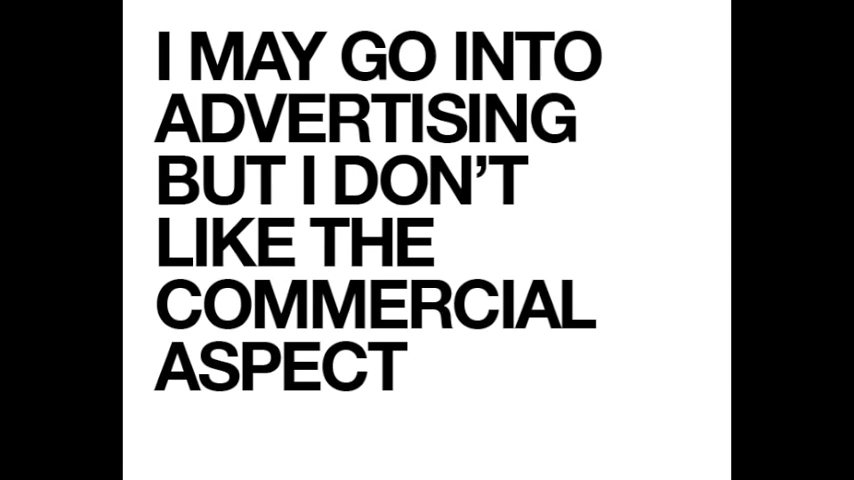 I MAY GO INTO
ADVERTISING
BUT I DON’T
LIKE THE
COMMERCIAL
ASPECT